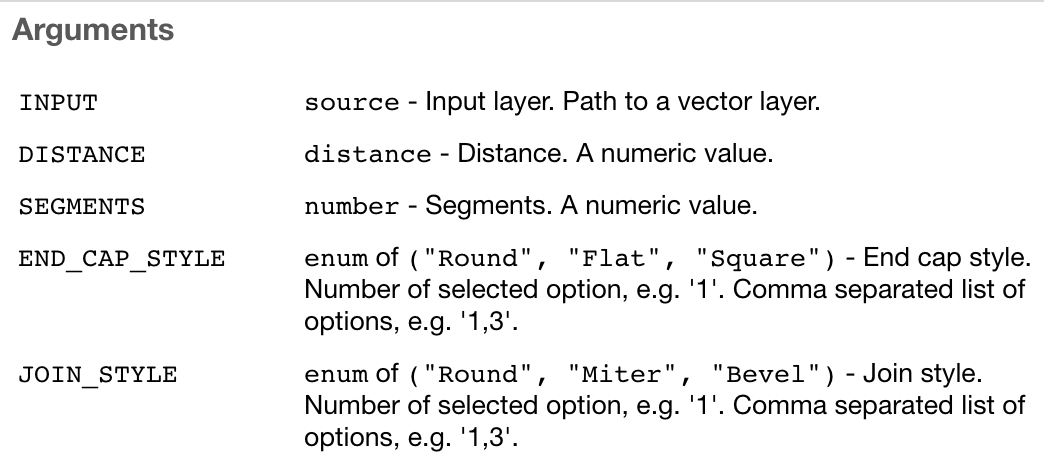 Arguments
INPUT source - Input layer. Path to a vector layer.
DISTANCE distance - Distance. A numeric value.
SEGMENTS number - Segments. A numeric value.
END_CAP_STYLE enum of ("Round", "Flat", "Square") - End cap style.
Number of selected option, e.g. '1'. Comma separated list of
options, e.g. '1,3'.
JOIN_STYLE enum of ("Round", "Miter", "Bevel") - Join style.
Number of selected option, e.g. '1'. Comma separated list of
options, e.g. '1,3'.